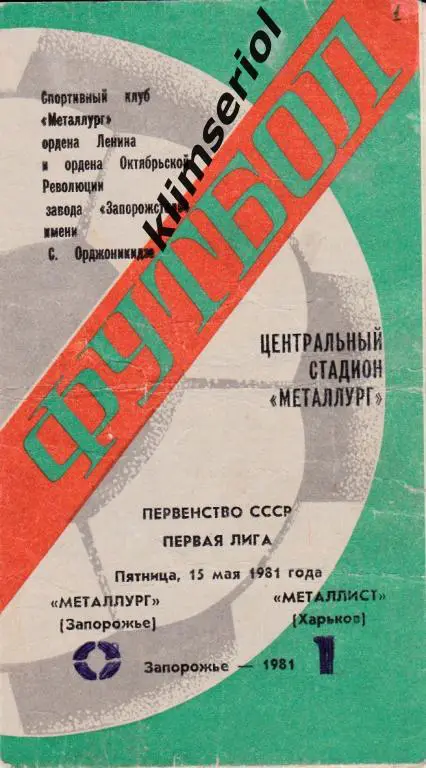 1
klimseriol
Спортивный клуб
«Металлург»
ордена Ленина
и ордена Октябрьской
Революции
завода
имени
С. Орджоникидзе
ФУТБОЛ
ЦЕНТРАЛЬНЫЙ
СТАДИОН
«МЕТАЛЛУРГ»
ПЕРВЕНСТВО СССР
ПЕРВАЯ ЛИГА
Пятница, 15 мая 1981 года
«МЕТАЛЛУРГ» «МЕТАЛЛИСТ»
(Запорожье) (Харьков)
0 Запорожье — 1981 1